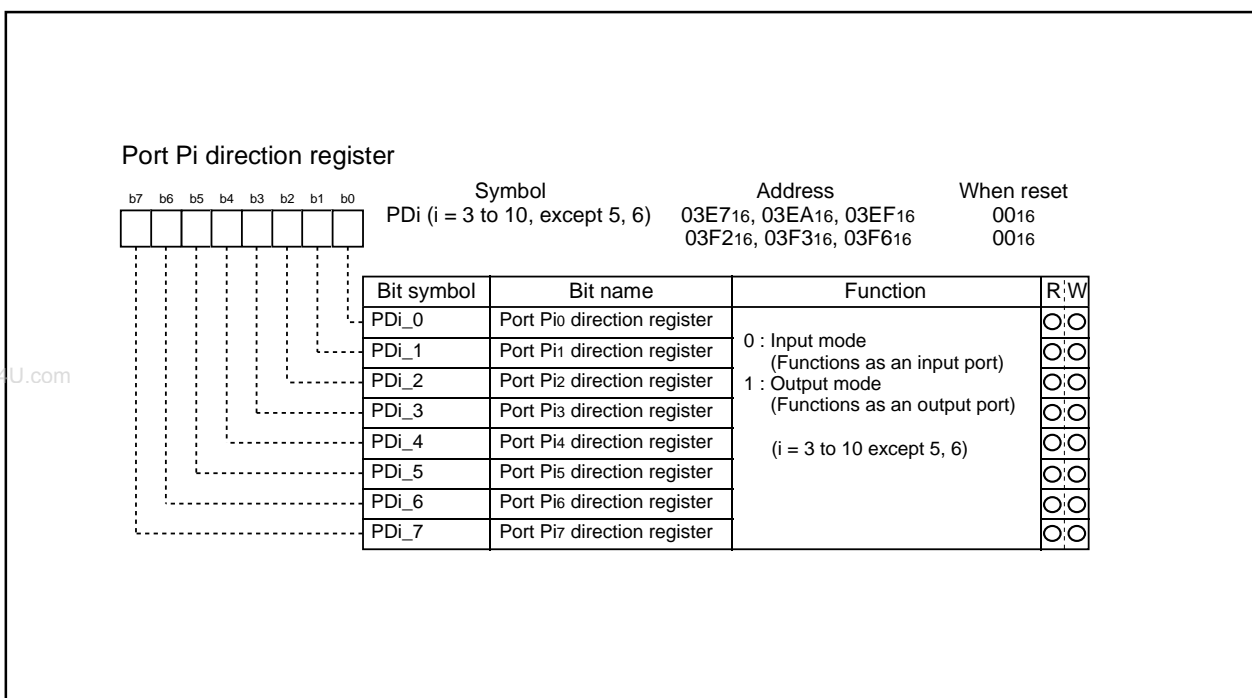 Port Pi direction register
b7 b6 b5 b4 b3 b2 b1 b0
Symbol Address When reset
PDi (i = 3 to 10, except 5, 6) 03E716, 03EA16, 03EF16 0016
03F216, 03F316, 03F616 0016
Bit symbol Bit name Function R W
PDi_0 Port Pi0 direction register
PDi_1 Port Pi1 direction register
PDi_2 Port Pi2 direction register
PDi_3 Port Pi3 direction register
PDi_4 Port Pi4 direction register
PDi_5 Port Pi5 direction register
PDi_6 Port Pi6 direction register
PDi_7 Port Pi7 direction register
0 : Input mode
(Functions as an input port)
1 : Output mode
(Functions as an output port)
(i = 3 to 10 except 5, 6)
4U.com